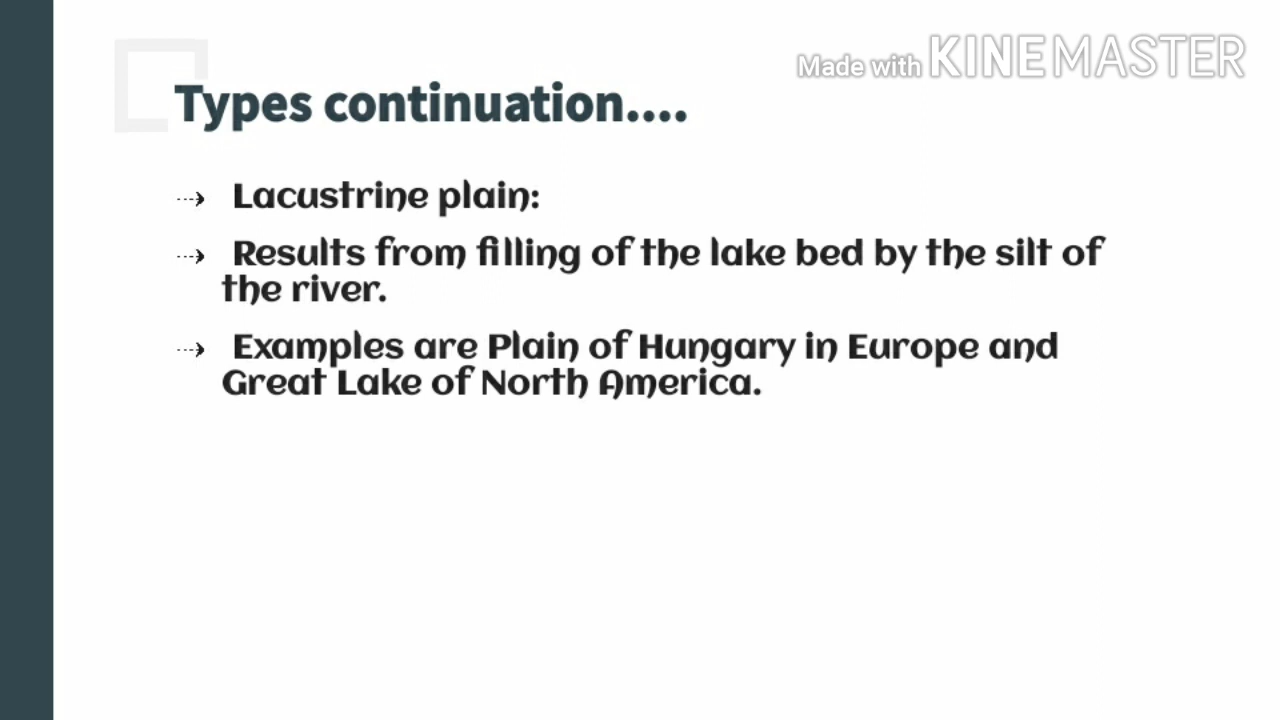 Made with KINEMASTER
Types continuation....
⇢ Lacustrine plain:
⇢ Results from filling of the lake bed by the silt of
the river.
⇢ Examples are Plain of Hungary in Europe and
Great Lake of North America.